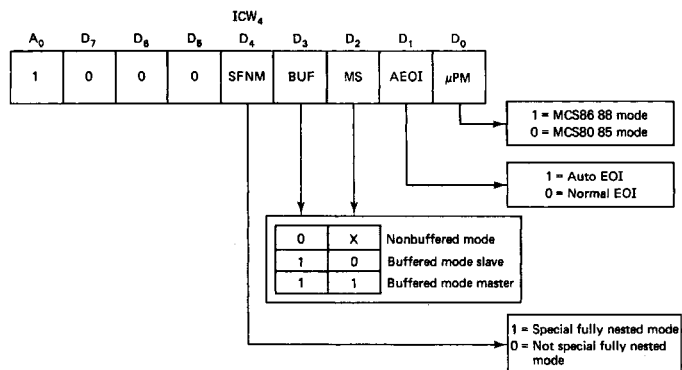 ICW₄
A₀ D₇ D₆ D₅ D₄ D₃ D₂ D₁ D₀
1 0 0 0 SFNM BUF MS AEOI μPM
1 = MCS86 88 mode
0 = MCS80 85 mode
1 = Auto EOI
0 = Normal EOI
0 X Nonbuffered mode
1 0 Buffered mode slave
1 1 Buffered mode master
1 = Special fully nested mode
0 = Not special fully nested
mode